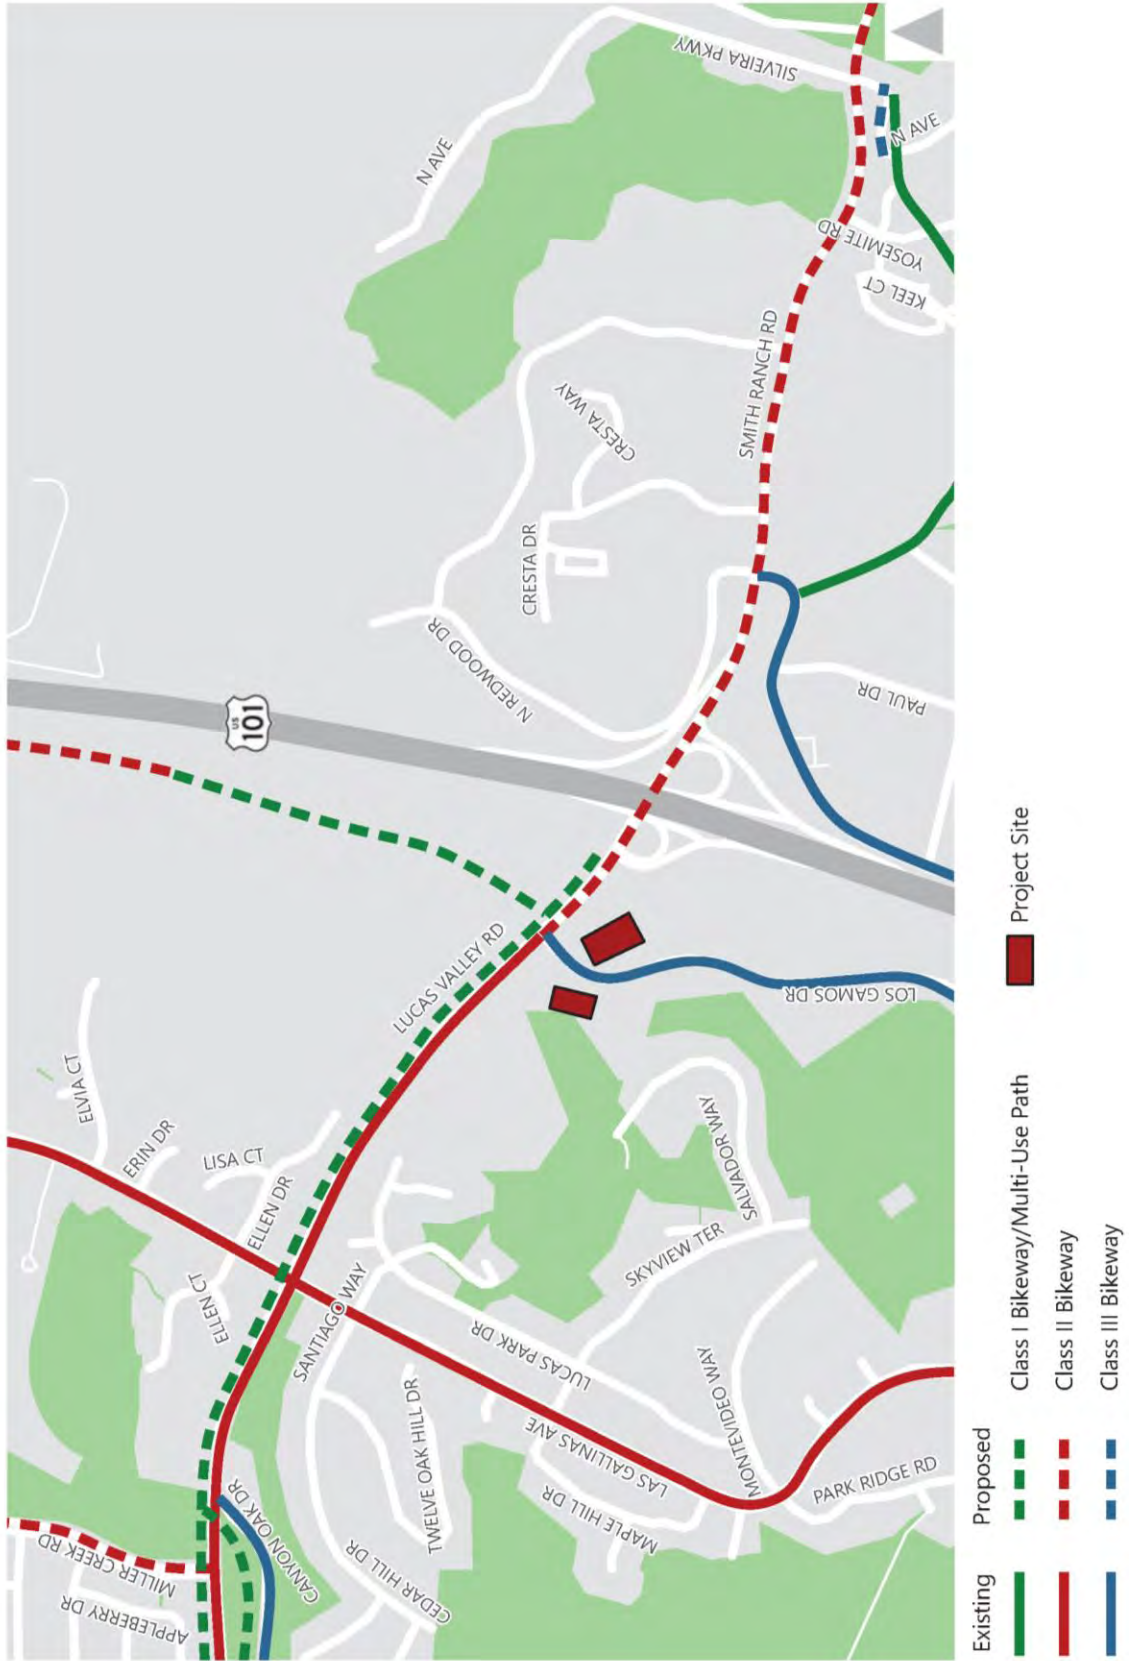 SILVEIRA PKWY
N AVE
N AVE
YOSEMITE RD
KEEL CT
SMITH RANCH RD
CRESTA WAY
CRESTA DR
N REDWOOD DR
PAUL DR
US
101
LUCAS VALLEY RD
LOS GAMOS DR
ELVIA CT
ERIN DR
LISA CT
ELLEN DR
ELLEN CT
SANTIAGO WAY
SALVADOR WAY
SKYVIEW TER
LUCAS PARK DR
MONTEVIDEO WAY
LAS GALLINAS AVE
TWELVE OAK HILL DR
MAPLE HILL DR
PARK RIDGE RD
CANYON OAK DR
CEDAR HILL DR
MILLER CREEK RD
APPLEBERRY DR
Existing
Proposed
Class I Bikeway/Multi-Use Path
Class II Bikeway
Class III Bikeway
Project Site